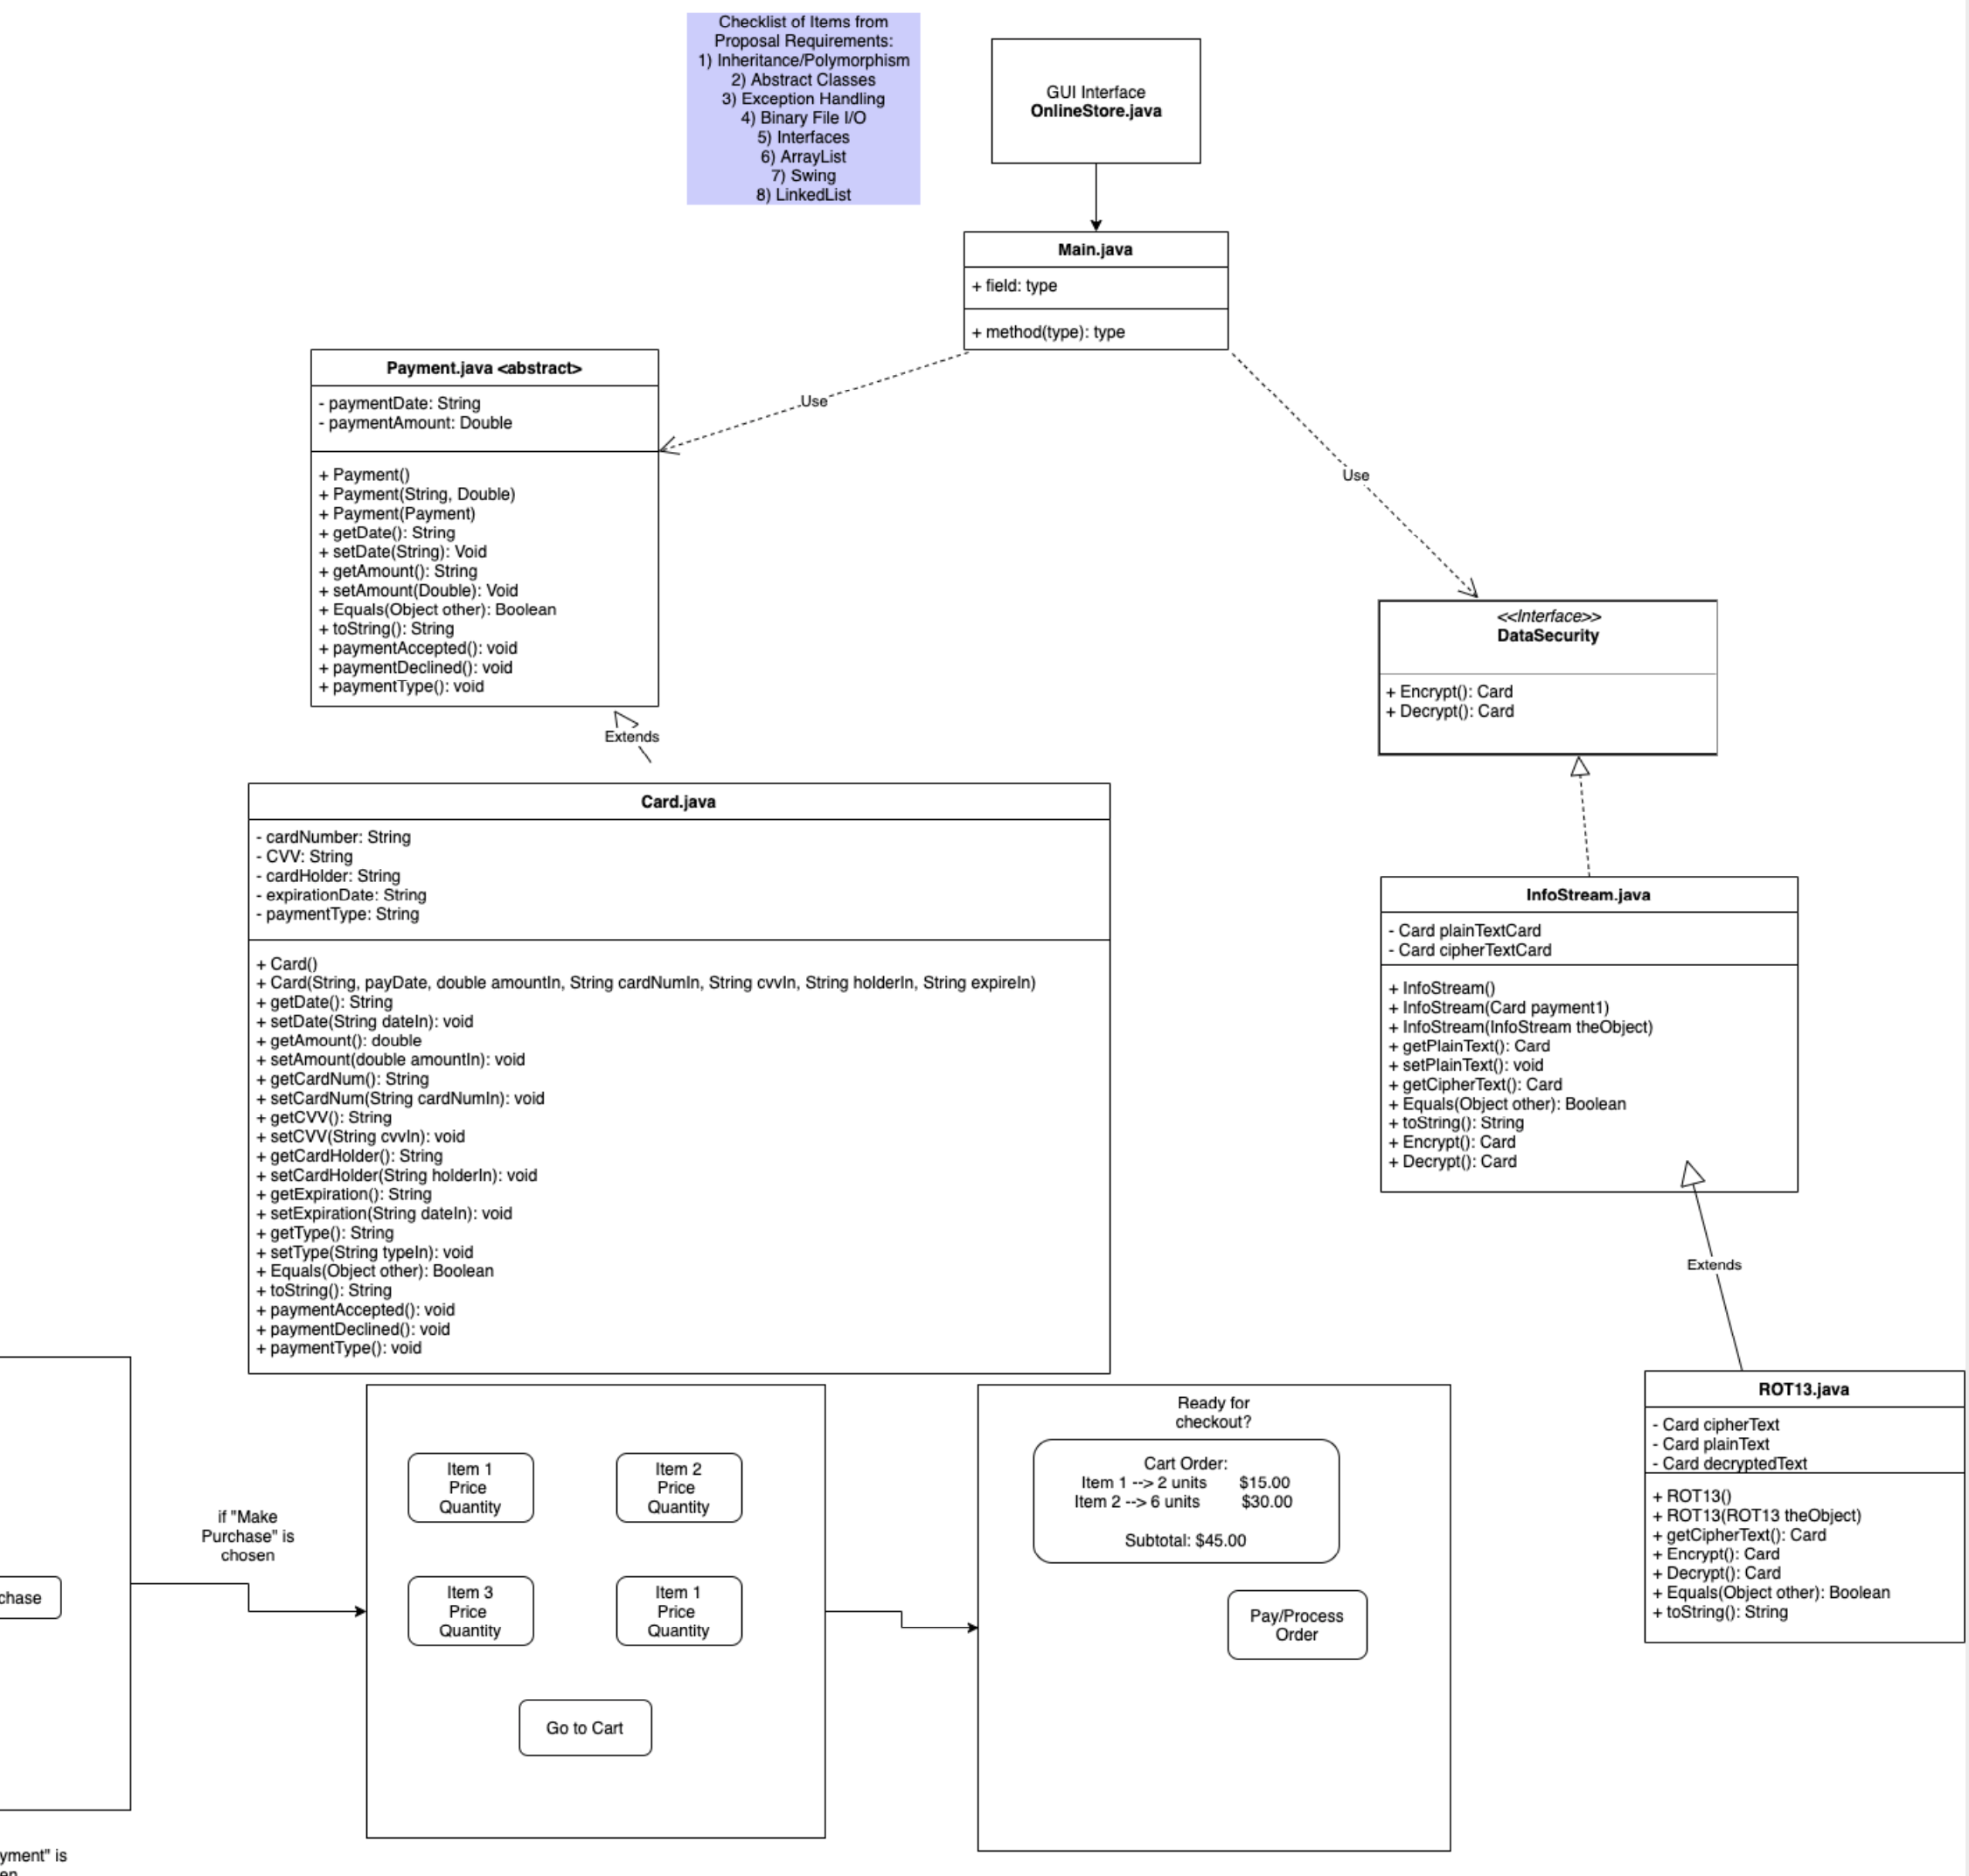 Checklist of Items from
Proposal Requirements:
1) Inheritance/Polymorphism
2) Abstract Classes
3) Exception Handling
4) Binary File I/O
5) Interfaces
6) ArrayList
7) Swing
8) LinkedList
GUI Interface
OnlineStore.java
Main.java
+ field: type
+ method(type): type
Use
Use
Payment.java <abstract>
- paymentDate: String
- paymentAmount: Double
+ Payment()
+ Payment(String, Double)
+ Payment(Payment)
+ getDate(): String
+ setDate(String): Void
+ getAmount(): String
+ setAmount(Double): Void
+ Equals(Object other): Boolean
+ toString(): String
+ paymentAccepted(): void
+ paymentDeclined(): void
+ paymentType(): void
Extends
<<Interface>>
DataSecurity
+ Encrypt(): Card
+ Decrypt(): Card
Card.java
- cardNumber: String
- CVV: String
- cardHolder: String
- expirationDate: String
- paymentType: String
+ Card()
+ Card(String, payDate, double amountIn, String cardNumIn, String cvvIn, String holderIn, String expireIn)
+ getDate(): String
+ setDate(String dateIn): void
+ getAmount(): double
+ setAmount(double amountIn): void
+ getCardNum(): String
+ setCardNum(String cardNumIn): void
+ getCVV(): String
+ setCVV(String cvvIn): void
+ getCardHolder(): String
+ setCardHolder(String holderIn): void
+ getExpiration(): String
+ setExpiration(String dateIn): void
+ getType(): String
+ setType(String typeIn): void
+ Equals(Object other): Boolean
+ toString(): String
+ paymentAccepted(): void
+ paymentDeclined(): void
+ paymentType(): void
InfoStream.java
- Card plainTextCard
- Card cipherTextCard
+ InfoStream()
+ InfoStream(Card payment1)
+ InfoStream(InfoStream theObject)
+ getPlainText(): Card
+ setPlainText(): void
+ getCipherText(): Card
+ Equals(Object other): Boolean
+ toString(): String
+ Encrypt(): Card
+ Decrypt(): Card
Extends
ROT13.java
- Card cipherText
- Card plainText
- Card decryptedText
+ ROT13()
+ ROT13(ROT13 theObject)
+ getCipherText(): Card
+ Encrypt(): Card
+ Decrypt(): Card
+ Equals(Object other): Boolean
+ toString(): String
chase
if "Make
Purchase" is
chosen
Item 1
Price
Quantity
Item 2
Price
Quantity
Item 3
Price
Quantity
Item 1
Price
Quantity
Go to Cart
Ready for
checkout?
Cart Order:
Item 1 --> 2 units $15.00
Item 2 --> 6 units $30.00
Subtotal: $45.00
Pay/Process
Order
yment" is